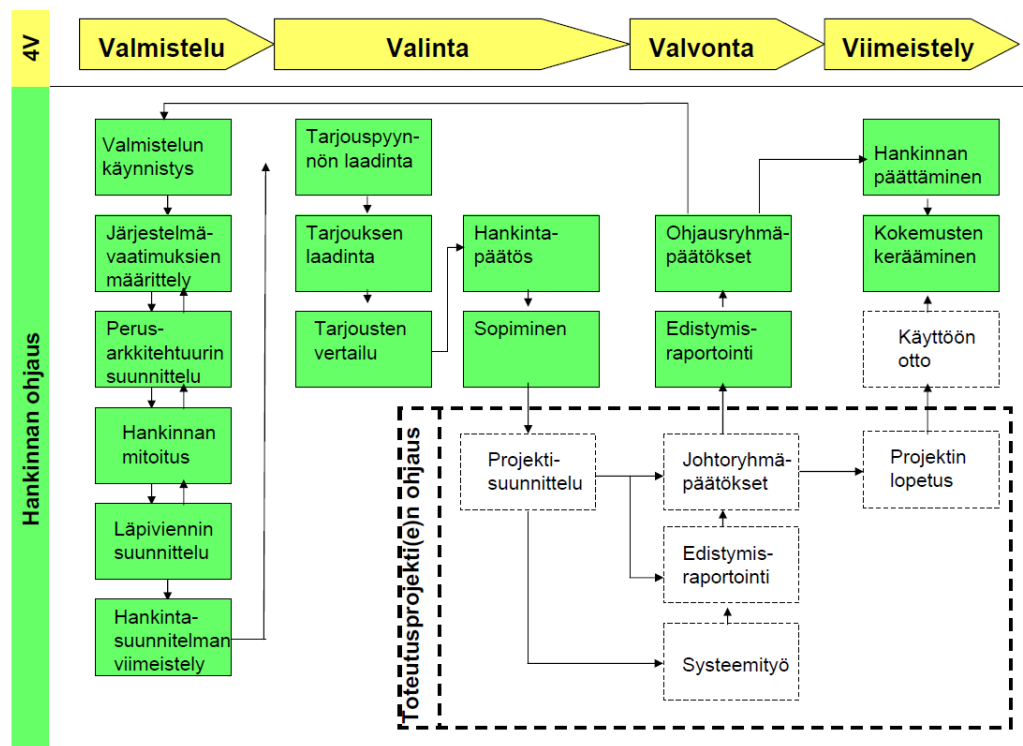 4V
Valmistelu
Valinta
Valvonta
Viimeistely
Hankinnan ohjaus
Valmistelun
käynnistys
Järjestelmä-
vaatimuksien
määrittely
Perus-
arkkitehtuurin
suunnittelu
Hankinnan
mitoitus
Läpiviennin
suunnittelu
Hankinta-
suunnitelman
viimeistely
Tarjouspyyn-
nön laadinta
Tarjouksen
laadinta
Tarjousten
vertailu
Hankinta-
päätös
Sopiminen
Ohjausryhmä-
päätökset
Edistymis-
raportointi
Hankinnan
päättäminen
Kokemusten
kerääminen
Käyttöön
otto
Toteutusprojekti(e)n ohjaus
Projekti-
suunnittelu
Johtoryhmä-
päätökset
Edistymis-
raportointi
Systeemityö
Projektin
lopetus